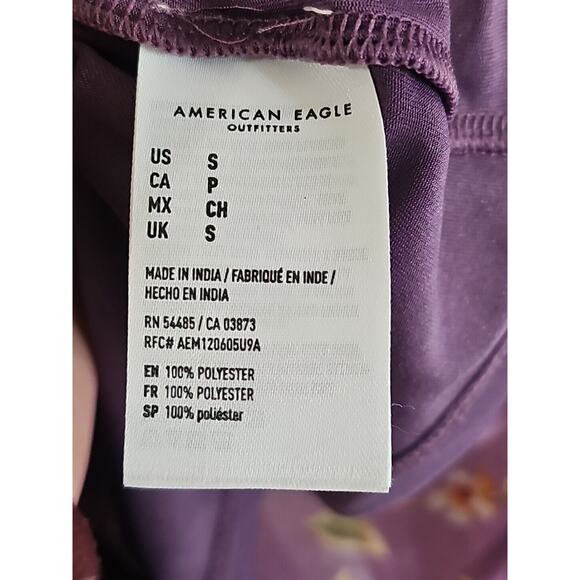 AMERICAN EAGLE
OUTFITTERS
US S
CA P
MX CH
UK S
MADE IN INDIA / FABRIQUÉ EN INDE /
HECHO EN INDIA
RN 54485 / CA 03873
RFC# AEM120605U9A
EN 100% POLYESTER
FR 100% POLYESTER
SP 100% poliéster